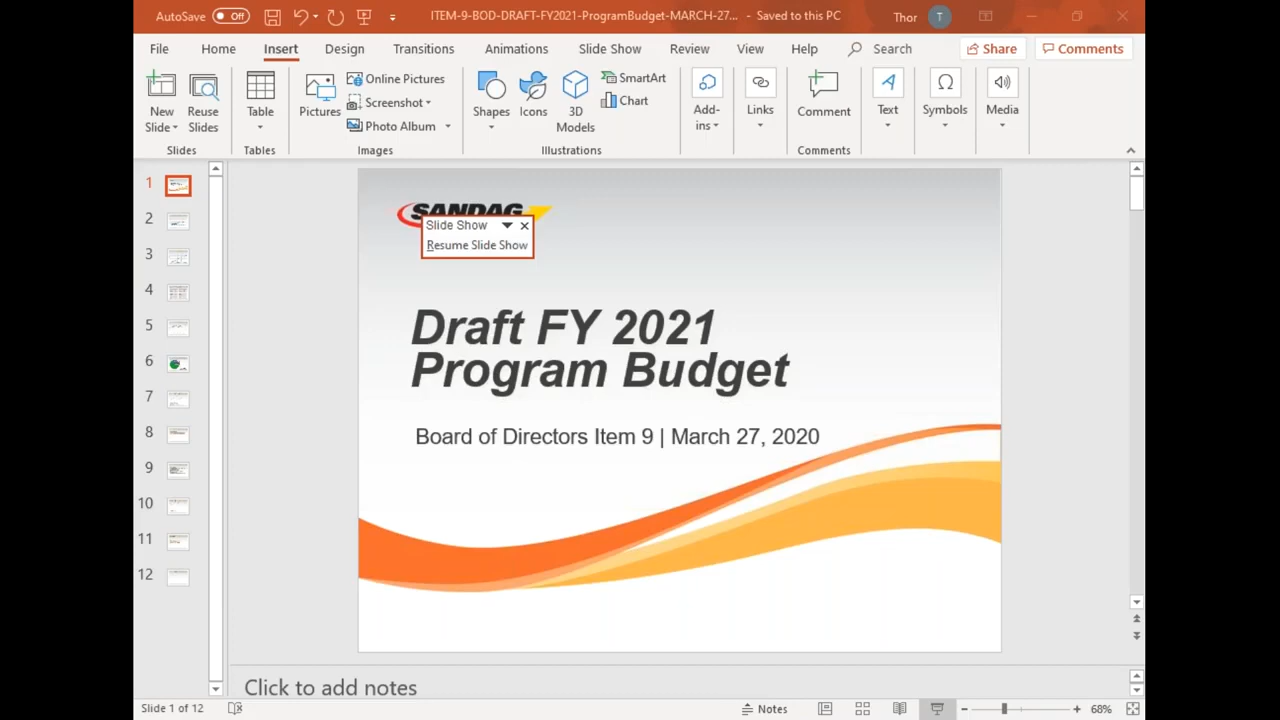 AutoSave Off ITEM-9-BOD-DRAFT-FY2021-ProgramBudget-MARCH-27... - Saved to this PC Thor T
File Home Insert Design Transitions Animations Slide Show Review View Help Search Share Comments
New Slide
Reuse Slides
Table
Pictures
Online Pictures
Screenshot
Photo Album
Shapes
Icons
3D Models
SmartArt
Chart
Add-ins
Links
Comment
Text
Symbols
Media
Slides Tables Images Illustrations Comments
1
2
3
4
5
6
7
8
9
10
11
12
SANDAG
Slide Show
Resume Slide Show
Draft FY 2021
Program Budget
Board of Directors Item 9 | March 27, 2020
Click to add notes
Slide 1 of 12 Notes 68%